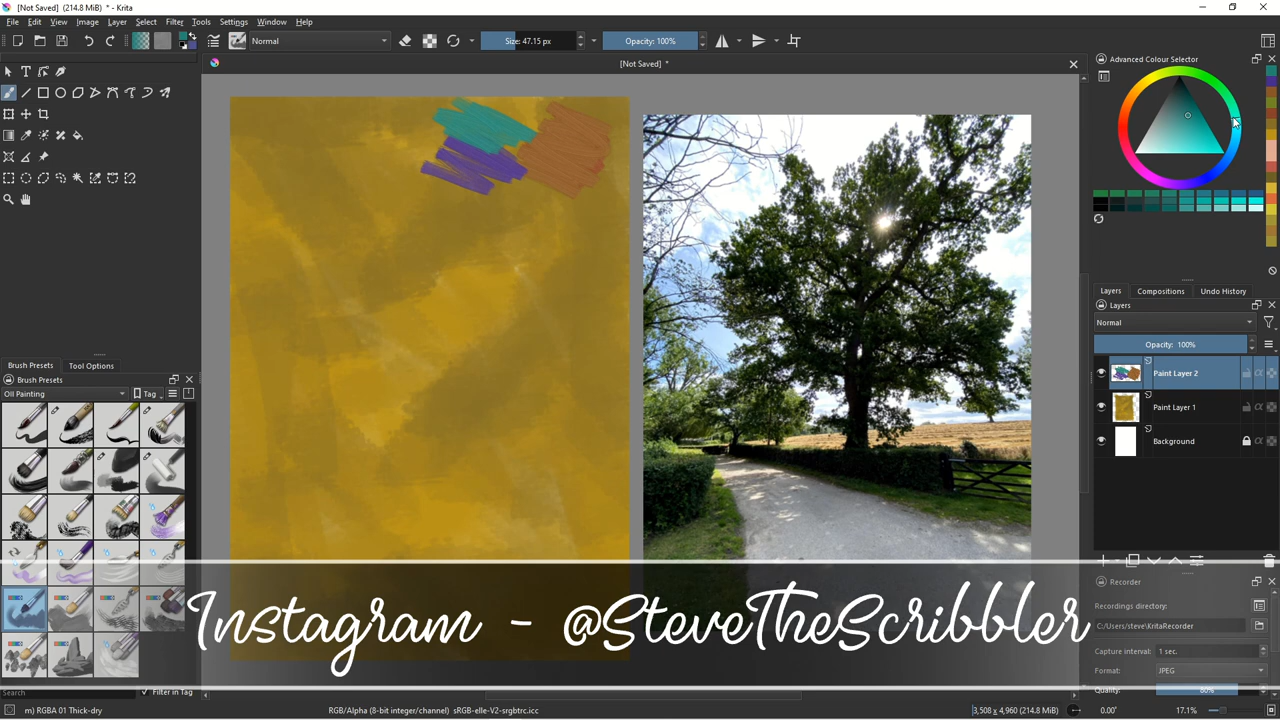 [Not Saved] (214.8 MiB) * - Krita
File Edit View Image Layer Select Filter Tools Settings Window Help
Normal
Size: 47.15 px
Opacity: 100%
[Not Saved] *
Advanced Colour Selector
Layers Compositions Undo History
Layers
Normal
Opacity: 100%
Paint Layer 2
Paint Layer 1
Background
Brush Presets Tool Options
Brush Presets
Oil Painting
Tag
Recorder
Recordings directory:
C:/Users/steve\KritaRecorder
Capture interval: 1 sec.
Format: JPEG
Quality: 80%
Instagram - @SteveTheScribbler
Search
Filter in Tag
m) RGBA 01 Thick-dry
RGB/Alpha (8-bit integer/channel) sRGB-elle-V2-srgbtrc.icc
3,508 x 4,960 (214.8 MiB)
0.00°
17.1%